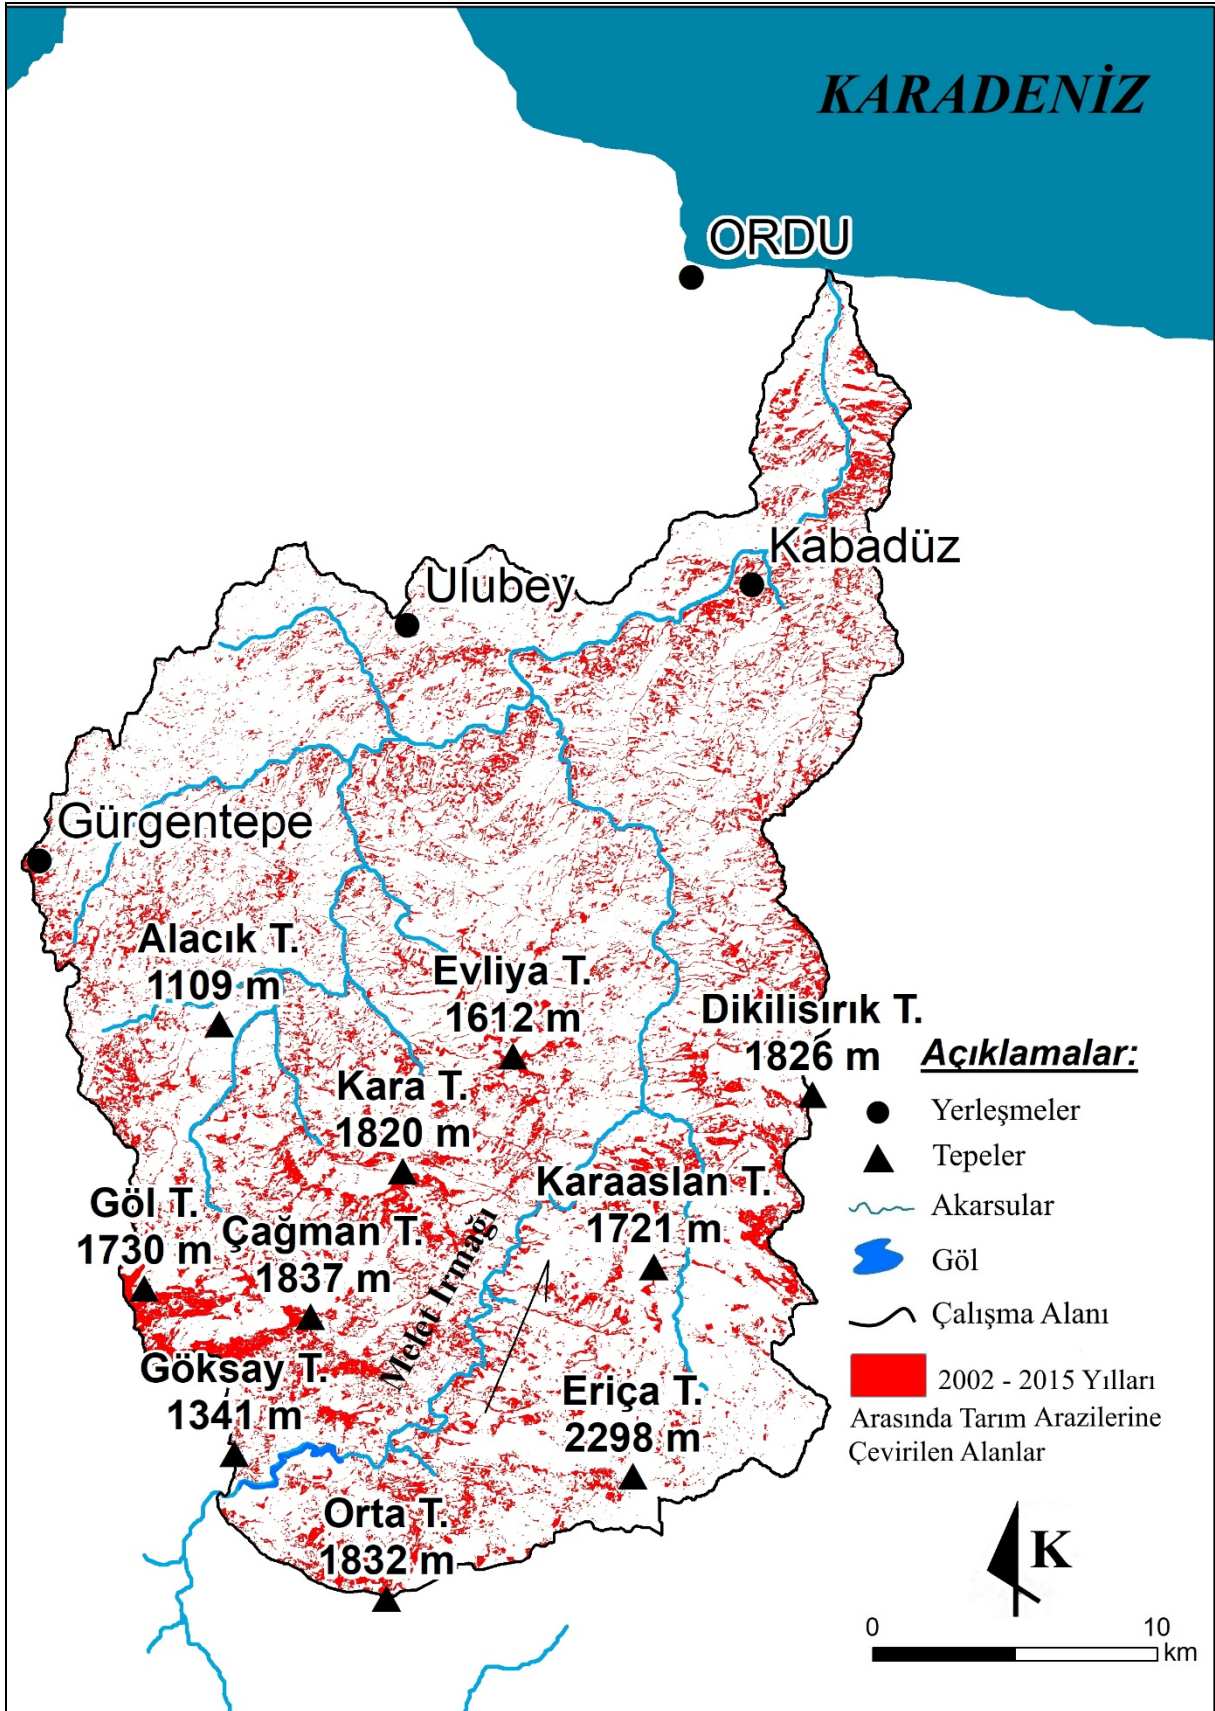 KARADENİZ
ORDU
Kabadüz
Ulubey
Gürgentepe
Alacık T.
1109 m
Evliya T.
1612 m
Dikilisırık T.
1826 m
Kara T.
1820 m
Karaaslan T.
1721 m
Göl T.
1730 m
Çağman T.
1837 m
Melet Irmağı
Göksay T.
1341 m
Eriça T.
2298 m
Orta T.
1832 m
Açıklamalar:
Yerleşmeler
Tepeler
Akarsular
Göl
Çalışma Alanı
2002 - 2015 Yılları
Arasında Tarım Arazilerine
Çevirilen Alanlar
K
0 10
km